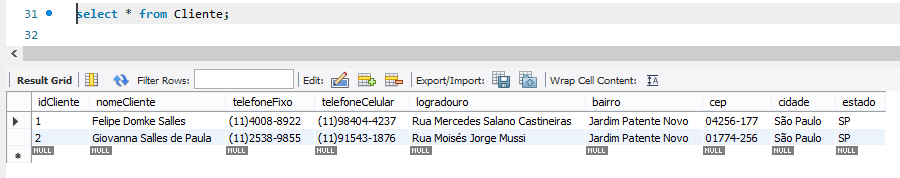 31 select * from Cliente;
32
Result Grid Filter Rows: Edit: Export/Import: Wrap Cell Content: IA
idCliente nomeCliente telefoneFixo telefoneCelular logradouro bairro cep cidade estado
1 Felipe Domke Salles (11)4008-8922 (11)98404-4237 Rua Mercedes Salano Castineiras Jardim Patente Novo 04256-177 São Paulo SP
2 Giovanna Salles de Paula (11)2538-9855 (11)91543-1876 Rua Moisés Jorge Mussi Jardim Patente Novo 01774-256 São Paulo SP
NULL NULL NULL NULL NULL NULL NULL NULL NULL